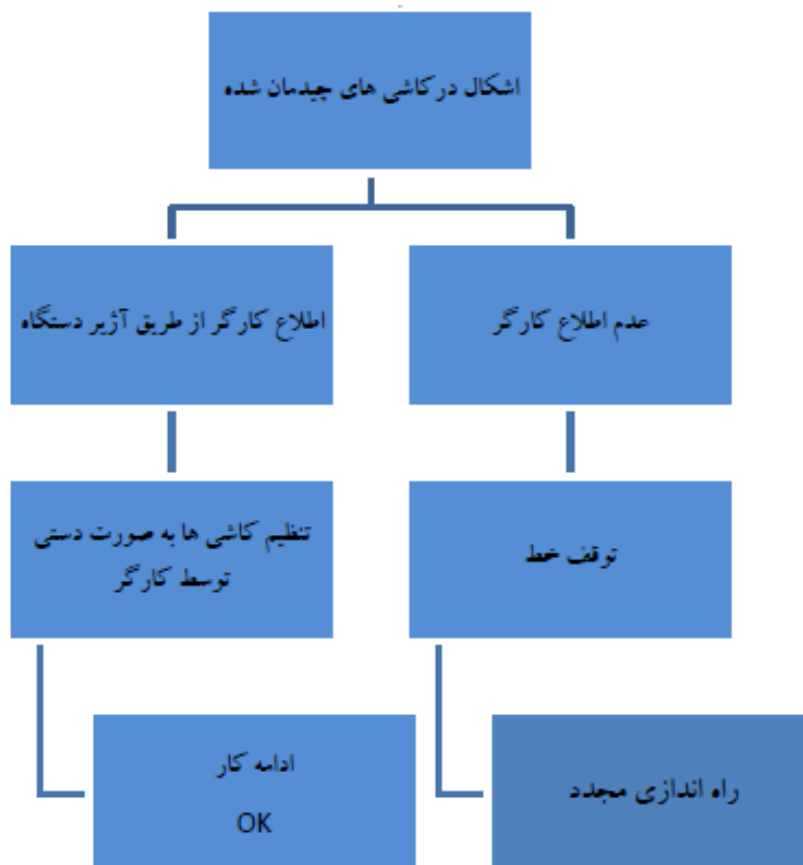 اشکال درکاشی های چیدمان شده
عدم اطلاع کارگر
اطلاع کارگر از طریق آژیر دستگاه
توقف خط
تنظیم کاشی ها به صورت دستی
توسط کارگر
راه اندازی مجدد
ادامه کار
OK